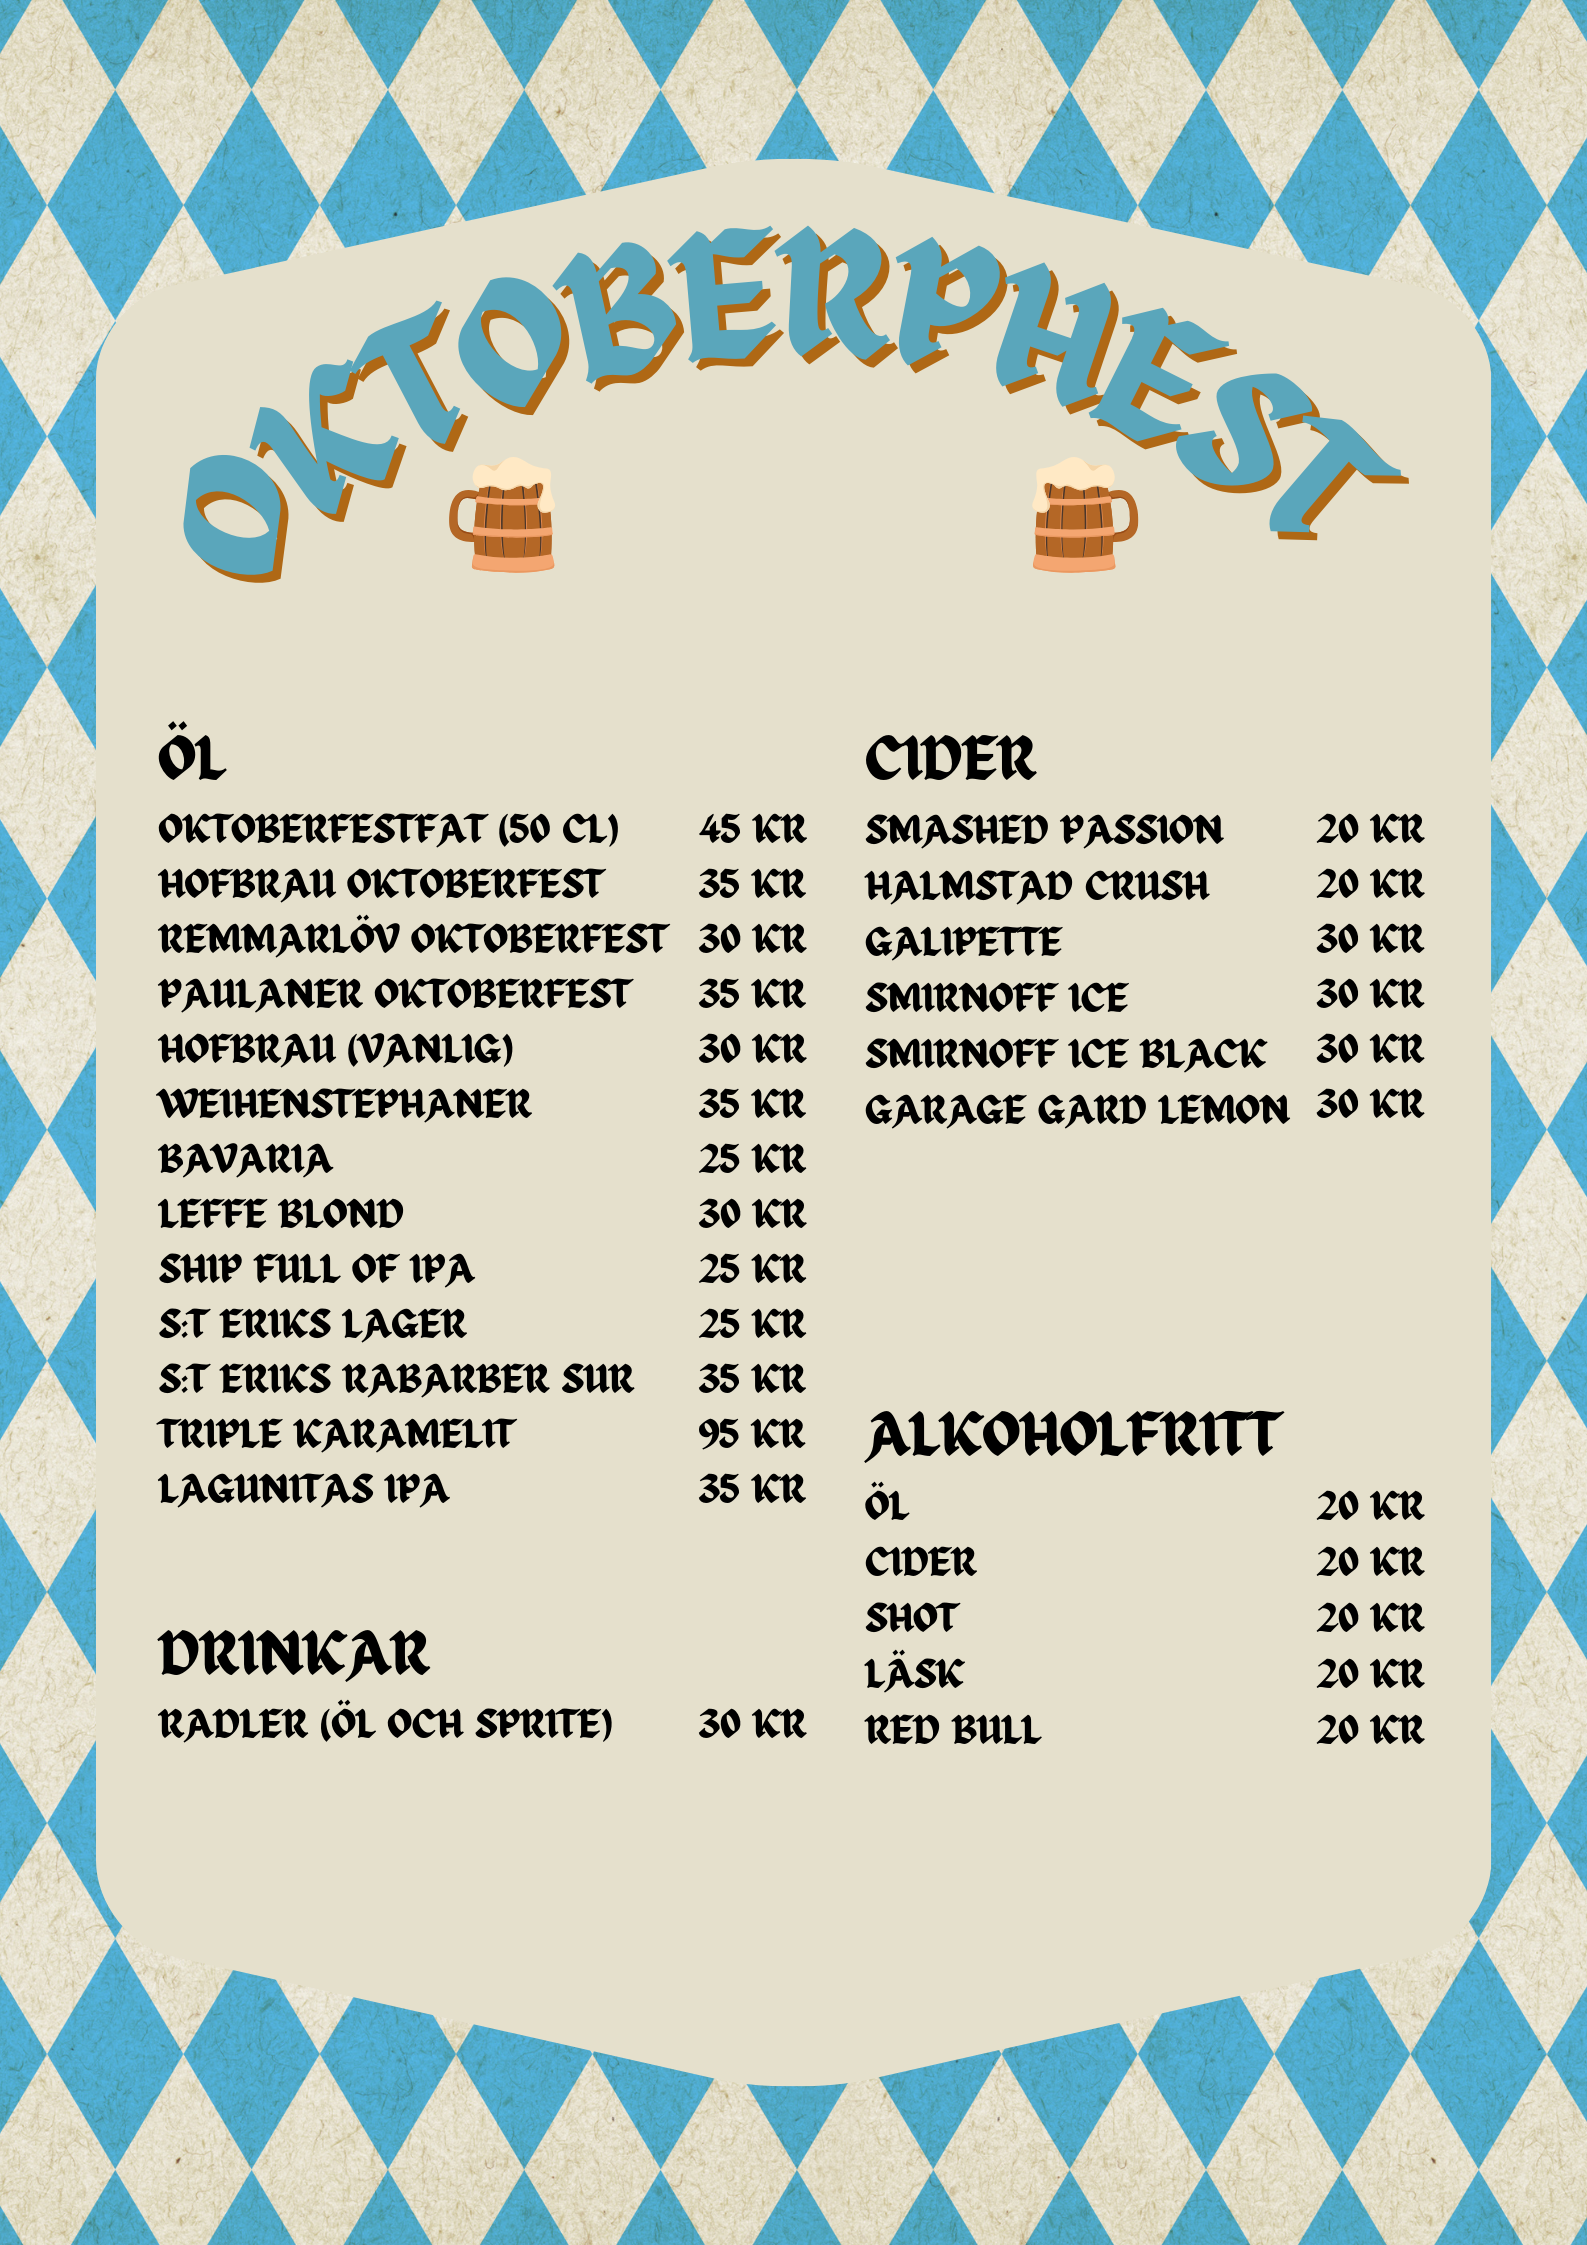 OKTOBERPHEST
ÖL
OKTOBERFESTFAT (50 CL) 45 KR
HOFBRAU OKTOBERFEST 35 KR
REMMARLÖV OKTOBERFEST 30 KR
PAULANER OKTOBERFEST 35 KR
HOFBRAU (VANLIG) 30 KR
WEIHENSTEPHANER 35 KR
BAVARIA 25 KR
LEFFE BLOND 30 KR
SHIP FULL OF IPA 25 KR
S:T ERIKS LAGER 25 KR
S:T ERIKS RABARBER SUR 35 KR
TRIPLE KARAMELIT 95 KR
LAGUNITAS IPA 35 KR
DRINKAR
RADLER (ÖL OCH SPRITE) 30 KR
CIDER
SMASHED PASSION 20 KR
HALMSTAD CRUSH 20 KR
GALIPETTE 30 KR
SMIRNOFF ICE 30 KR
SMIRNOFF ICE BLACK 30 KR
GARAGE GARD LEMON 30 KR
ALKOHOLFRITT
ÖL 20 KR
CIDER 20 KR
SHOT 20 KR
LÄSK 20 KR
RED BULL 20 KR